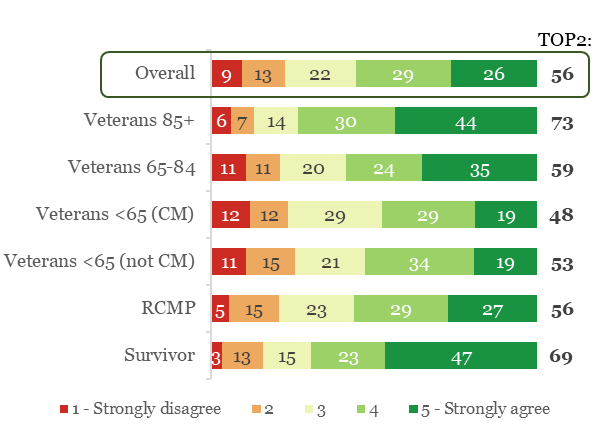 TOP2:
Overall 9 13 22 29 26 56
Veterans 85+ 6 7 14 30 44 73
Veterans 65-84 11 11 20 24 35 59
Veterans <65 (CM) 12 12 29 29 19 48
Veterans <65 (not CM) 11 15 21 34 19 53
RCMP 5 15 23 29 27 56
Survivor 3 13 15 23 47 69
1 - Strongly disagree 2 3 4 5 - Strongly agree